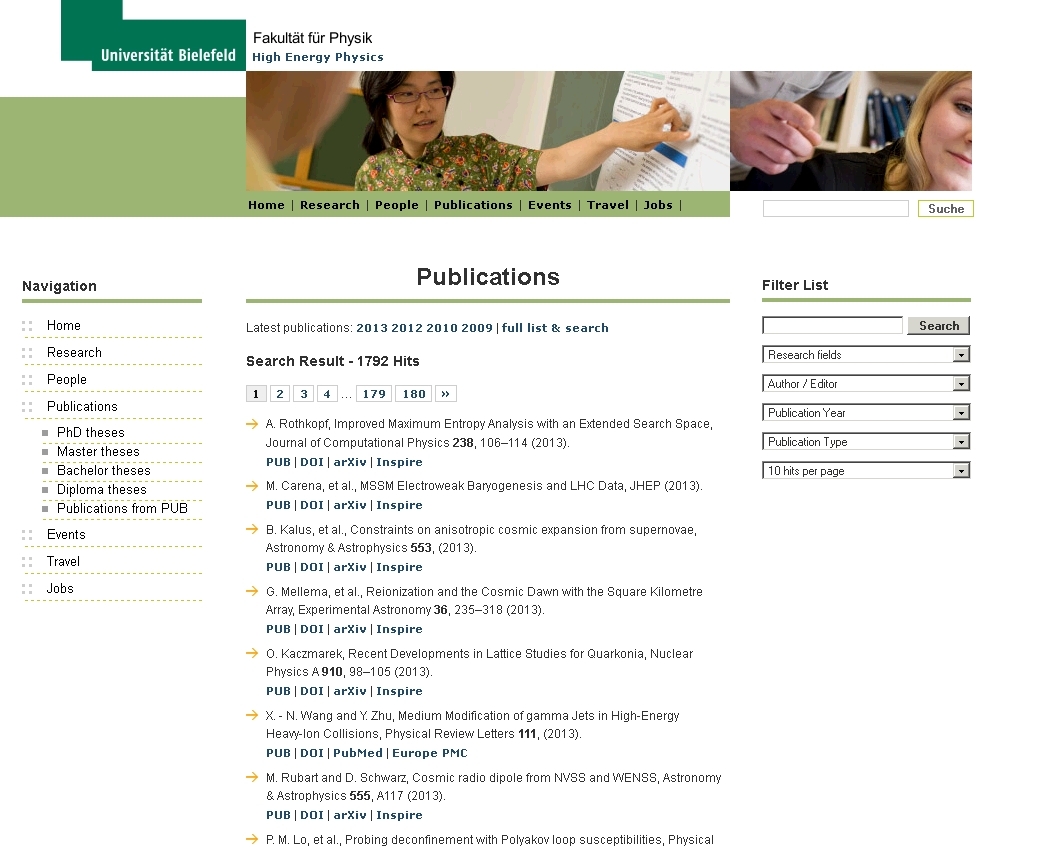 Universität Bielefeld
Fakultät für Physik
High Energy Physics
Home | Research | People | Publications | Events | Travel | Jobs |
Suche
Navigation
Home
Research
People
Publications
PhD theses
Master theses
Bachelor theses
Diploma theses
Publications from PUB
Events
Travel
Jobs
Publications
Latest publications: 2013 2012 2010 2009 | full list & search
Search Result - 1792 Hits
1 2 3 4 ... 179 180 »
A. Rothkopf, Improved Maximum Entropy Analysis with an Extended Search Space,
Journal of Computational Physics 238, 106–114 (2013).
PUB | DOI | arXiv | Inspire
M. Carena, et al., MSSM Electroweak Baryogenesis and LHC Data, JHEP (2013).
PUB | DOI | arXiv | Inspire
B. Kalus, et al., Constraints on anisotropic cosmic expansion from supernovae,
Astronomy & Astrophysics 553, (2013).
PUB | DOI | arXiv | Inspire
G. Mellema, et al., Reionization and the Cosmic Dawn with the Square Kilometre
Array, Experimental Astronomy 36, 235–318 (2013).
PUB | DOI | arXiv | Inspire
O. Kaczmarek, Recent Developments in Lattice Studies for Quarkonia, Nuclear
Physics A 910, 98–105 (2013).
PUB | DOI | arXiv | Inspire
X. - N. Wang and Y. Zhu, Medium Modification of gamma Jets in High-Energy
Heavy-Ion Collisions, Physical Review Letters 111, (2013).
PUB | DOI | PubMed | Europe PMC
M. Rubart and D. Schwarz, Cosmic radio dipole from NVSS and WENSS, Astronomy
& Astrophysics 555, A117 (2013).
PUB | DOI | arXiv | Inspire
P. M. Lo, et al., Probing deconfinement with Polyakov loop susceptibilities, Physical
Filter List
Search
Research fields
Author / Editor
Publication Year
Publication Type
10 hits per page